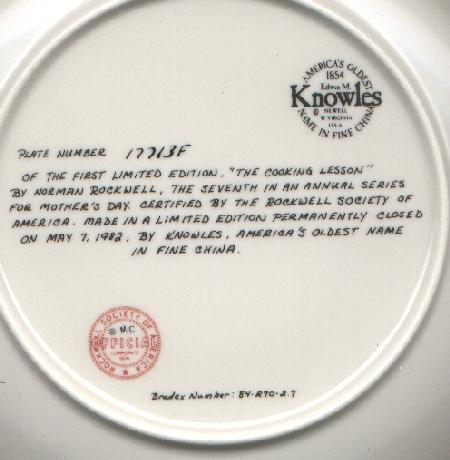 AMERICA'S OLDEST
1854
Edwin M.
Knowles
NEWELL
W VIRGINIA
USA
NAME IN FINE CHINA
PLATE NUMBER
OF THE FIRST LIMITED EDITION, "THE COOKING LESSON"
BY NORMAN ROCKWELL, THE SEVENTH IN AN ANNUAL SERIES
FOR MOTHER'S DAY. CERTIFIED BY THE ROCKWELL SOCIETY OF
AMERICA. MADE IN A LIMITED EDITION PERMANENTLY CLOSED
ON MAY 7, 1982, BY KNOWLES, AMERICA'S OLDEST NAME
IN FINE CHINA.
ROCKWELL SOCIETY OF AMERICA
© M.C.
Bradex Number: 84-R70-2.7